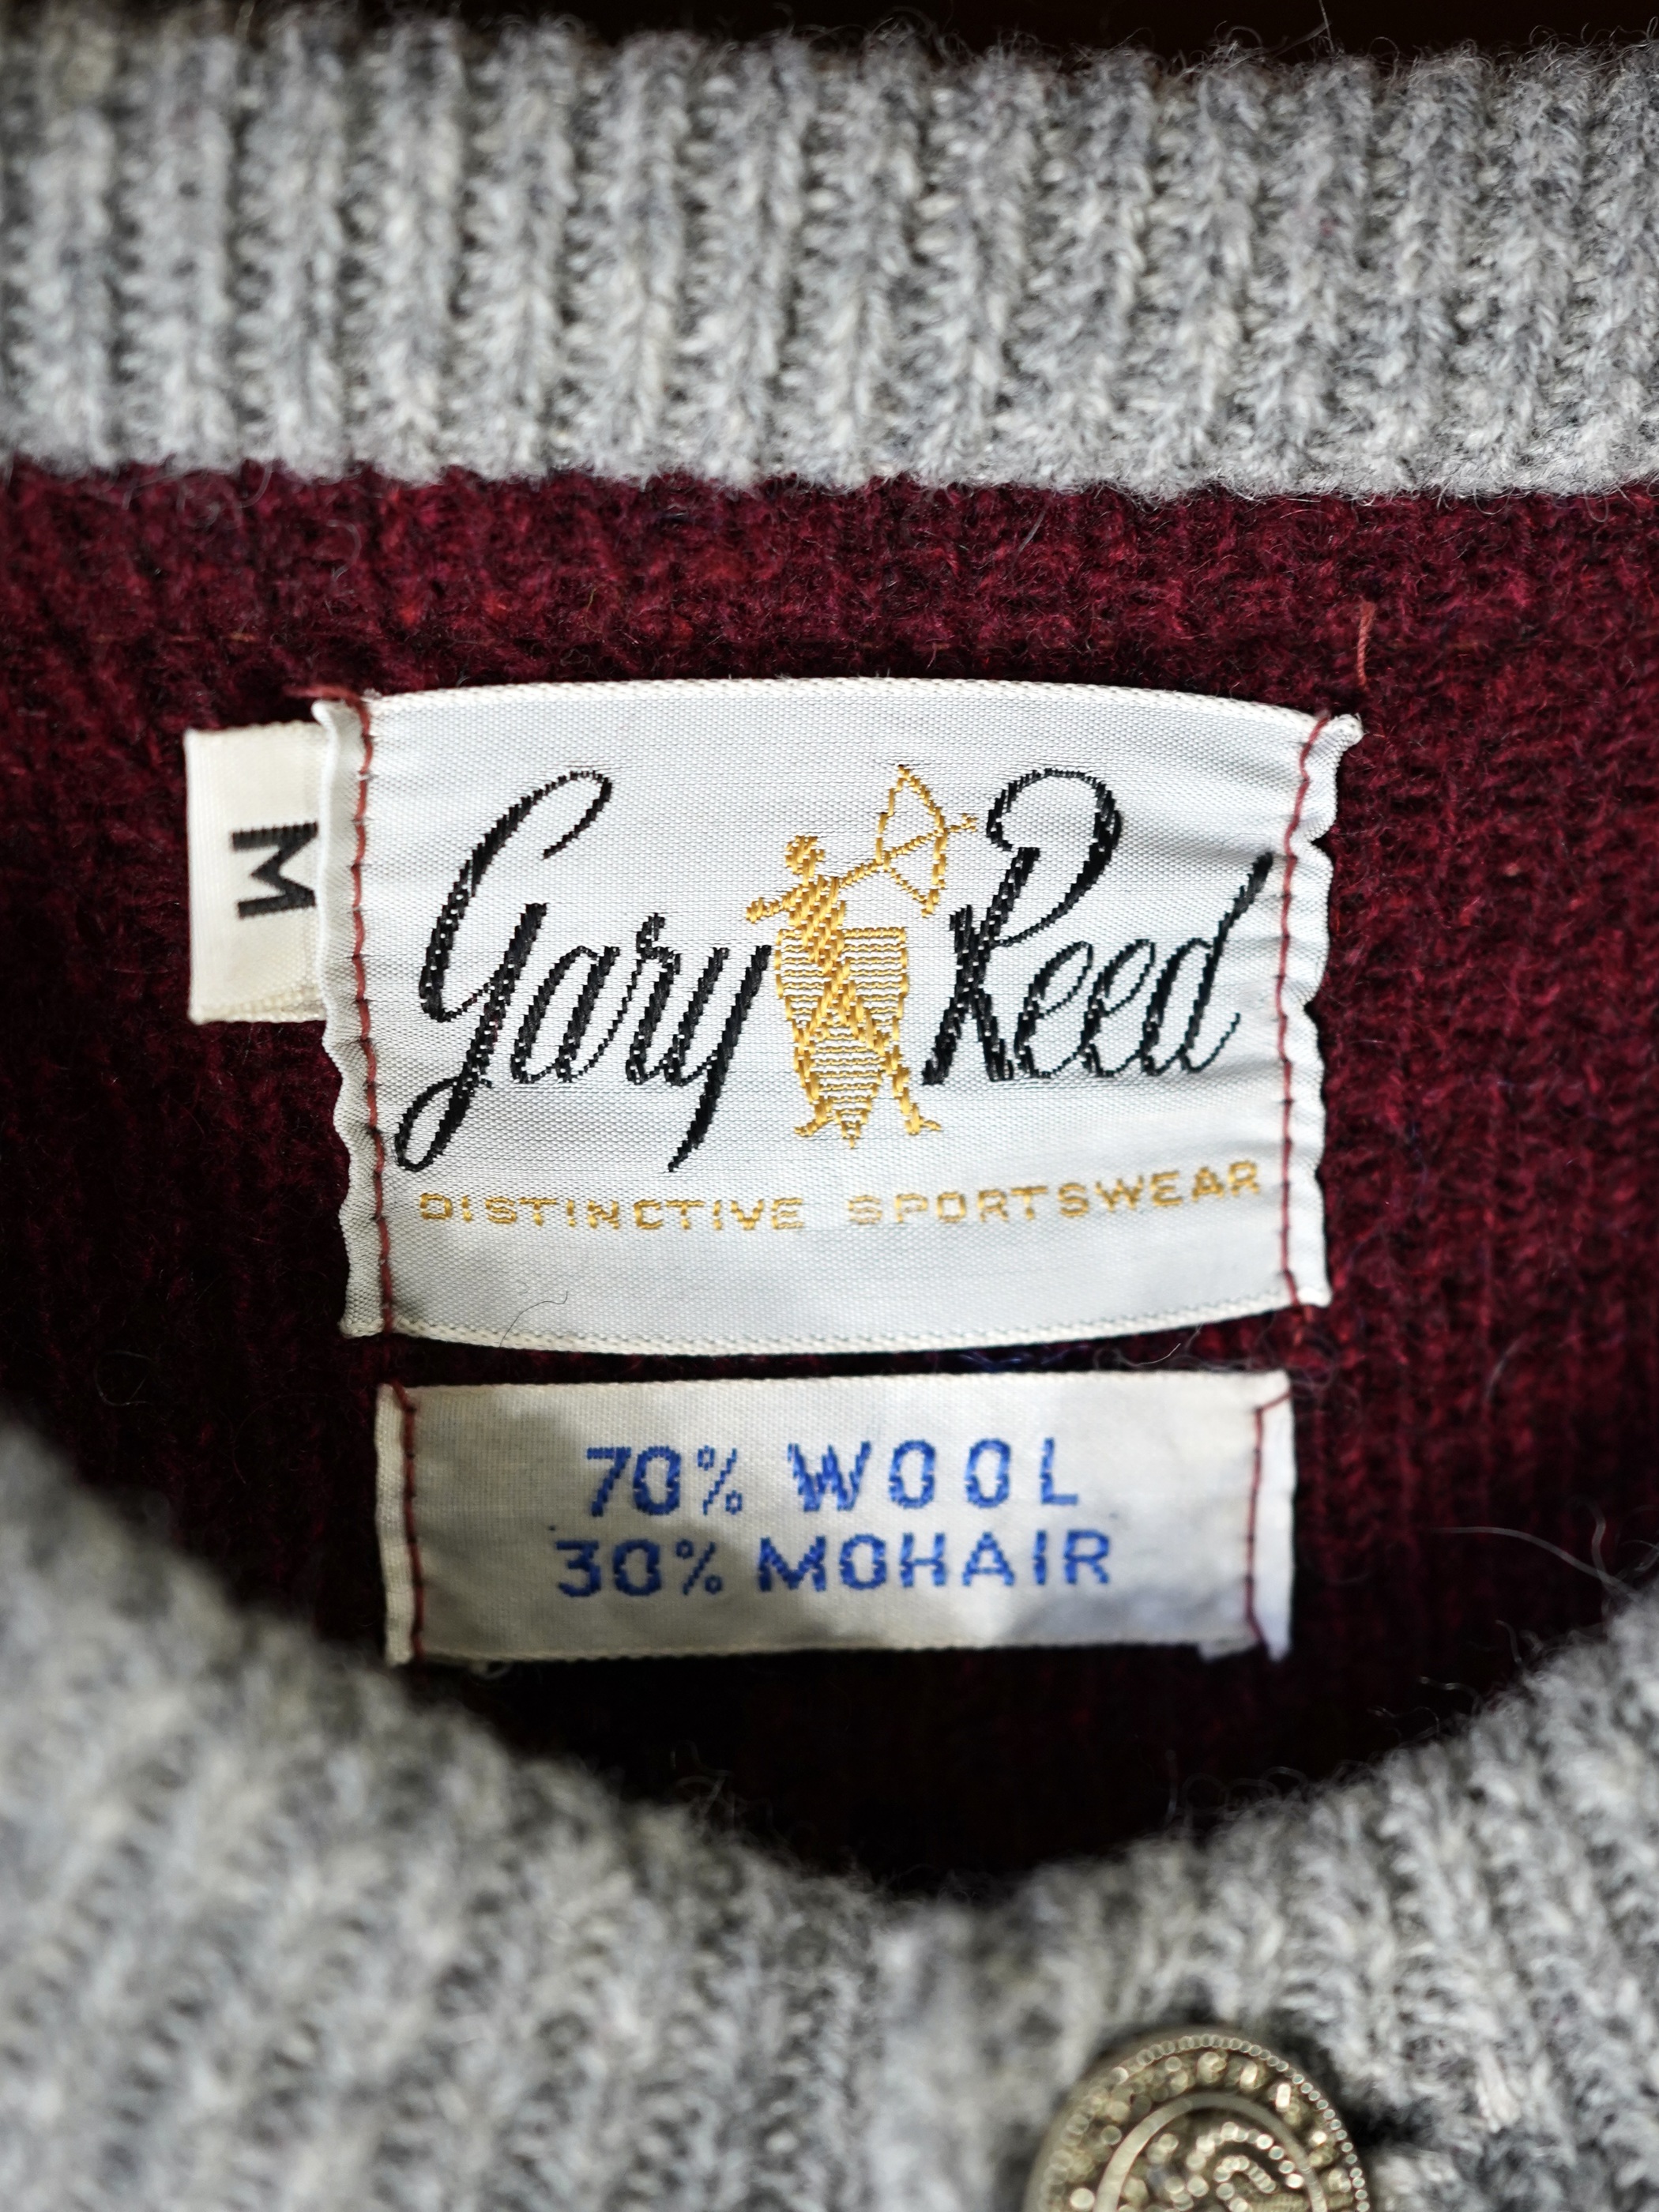 M
Gary Reed
DISTINCTIVE SPORTSWEAR
70% WOOL
30% MOHAIR